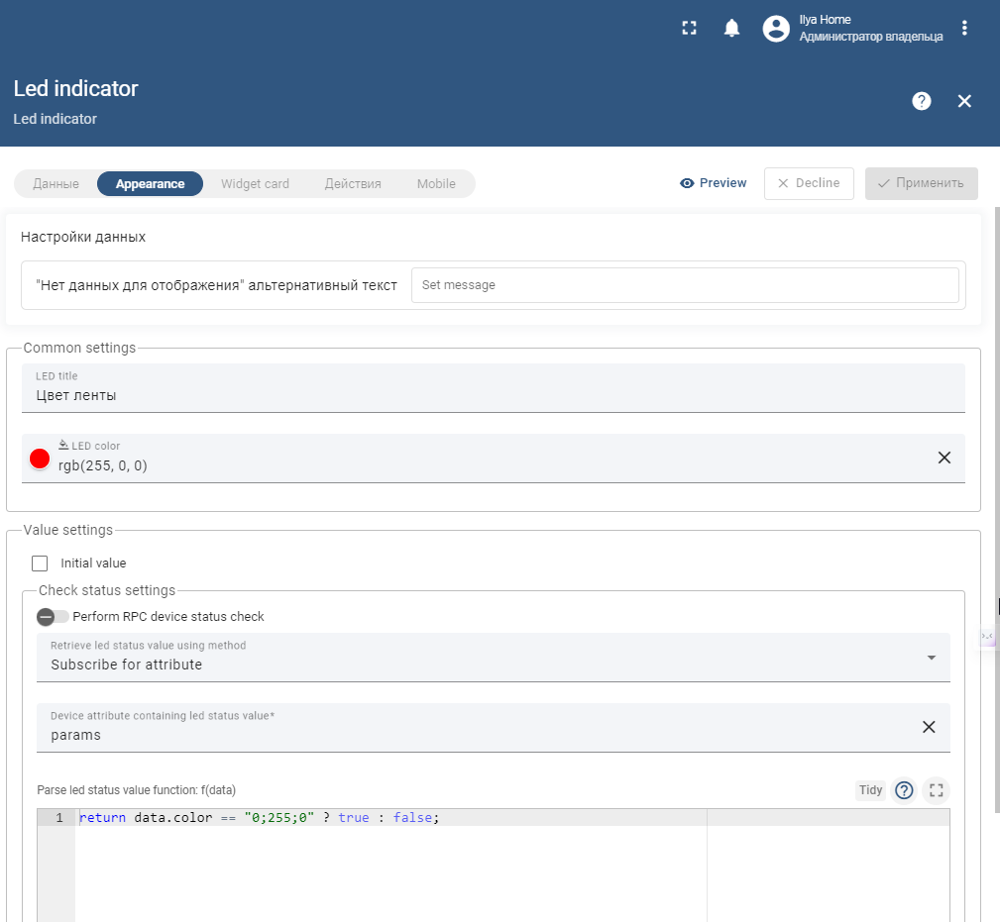 Ilya Home
Администратор владельца
Led indicator
Led indicator
Данные Appearance Widget card Действия Mobile Preview Decline Применить
Настройки данных
"Нет данных для отображения" альтернативный текст Set message
Common settings
LED title
Цвет ленты
LED color
rgb(255, 0, 0)
Value settings
Initial value
Check status settings
Perform RPC device status check
Retrieve led status value using method
Subscribe for attribute
Device attribute containing led status value*
params
Parse led status value function: f(data) Tidy
1 return data.color == "0;255;0" ? true : false;